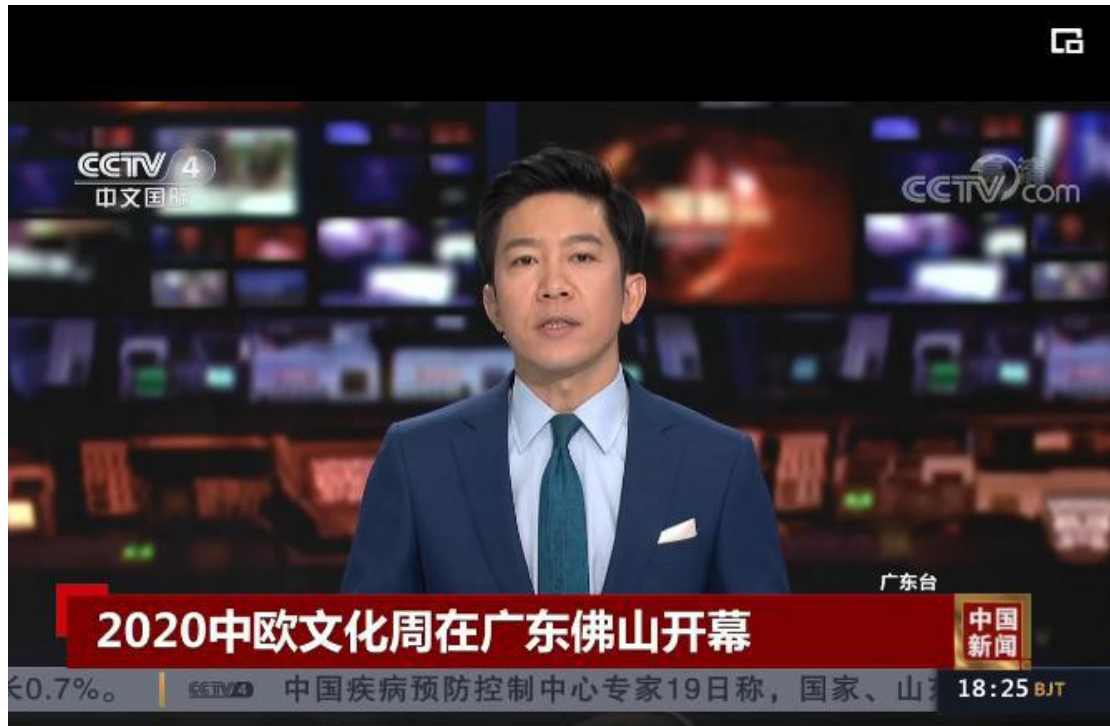 CCTV 4
中文国际
高清
CCTV.com
广东台
2020中欧文化周在广东佛山开幕
中国
新闻
长0.7%。
CCTV4
中国疾病预防控制中心专家19日称，国家、山
18:25 BJT